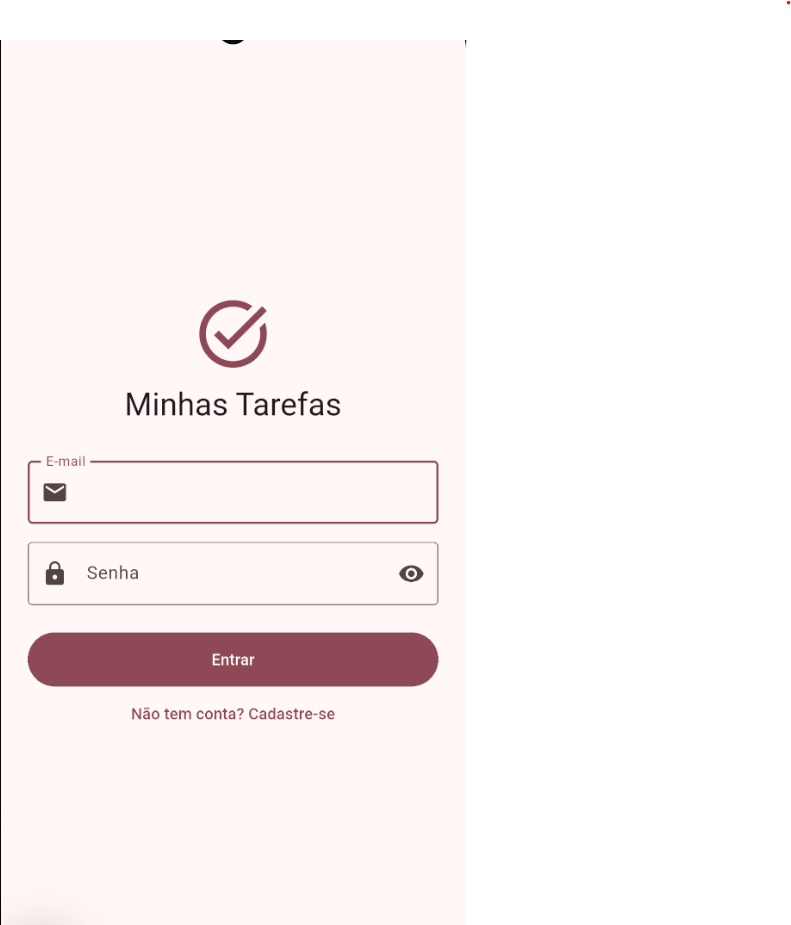 Minhas Tarefas
E-mail
Senha
Entrar
Não tem conta? Cadastre-se